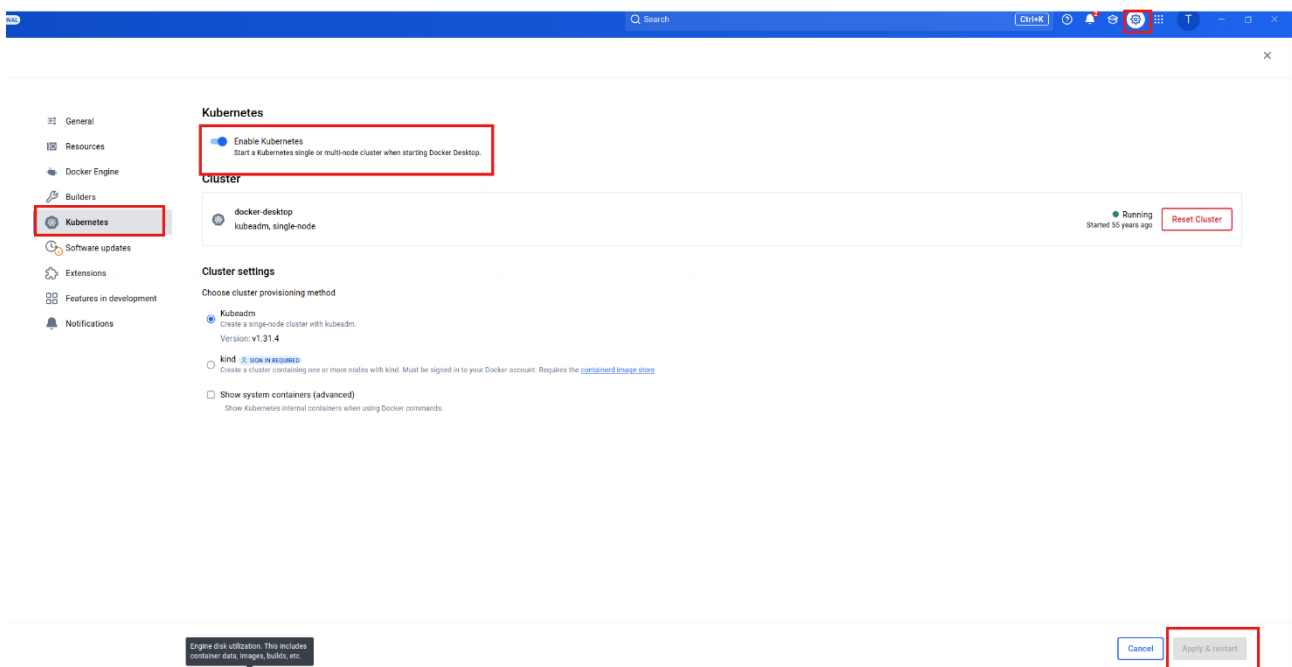 NAL
Search
Ctrl+K
2
T
Kubernetes
General
Enable Kubernetes
Start a Kubernetes single or multi-node cluster when starting Docker Desktop.
Resources
Docker Engine
Builders
Kubernetes
Software updates
Extensions
Features in development
Notifications
Cluster
docker-desktop
kubeadm, single-node
Running
Started 55 years ago
Reset Cluster
Cluster settings
Choose cluster provisioning method
Kubeadm
Create a singe-node cluster with kubeadm.
Version: v1.31.4
kind SIGN IN REQUIRED
Create a cluster containing one or more nodes with kind. Must be signed in to your Docker account. Requires the containerd image store
Show system containers (advanced)
Show Kubernetes internal containers when using Docker commands.
Engine disk utilization. This includes
container data, images, builds, etc.
Cancel
Apply & restart